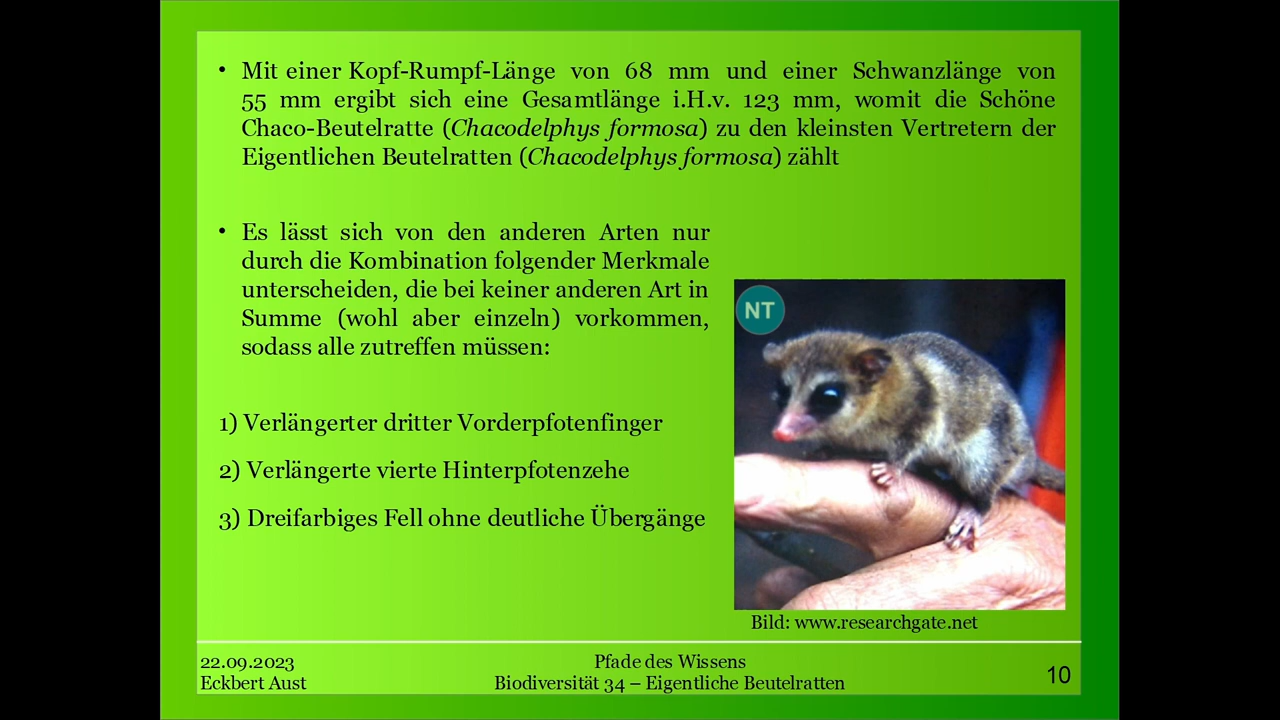 • Mit einer Kopf-Rumpf-Länge von 68 mm und einer Schwanzlänge von
55 mm ergibt sich eine Gesamtlänge i.H.v. 123 mm, womit die Schöne
Chaco-Beutelratte (Chacodelphys formosa) zu den kleinsten Vertretern der
Eigentlichen Beutelratten (Chacodelphys formosa) zählt
• Es lässt sich von den anderen Arten nur
durch die Kombination folgender Merkmale
unterscheiden, die bei keiner anderen Art in
Summe (wohl aber einzeln) vorkommen,
sodass alle zutreffen müssen:
1) Verlängerter dritter Vorderpfotenfinger
2) Verlängerte vierte Hinterpfotenzehe
3) Dreifarbiges Fell ohne deutliche Übergänge
NT
Bild: www.researchgate.net
22.09.2023
Eckbert Aust
Pfade des Wissens
Biodiversität 34 – Eigentliche Beutelratten
10